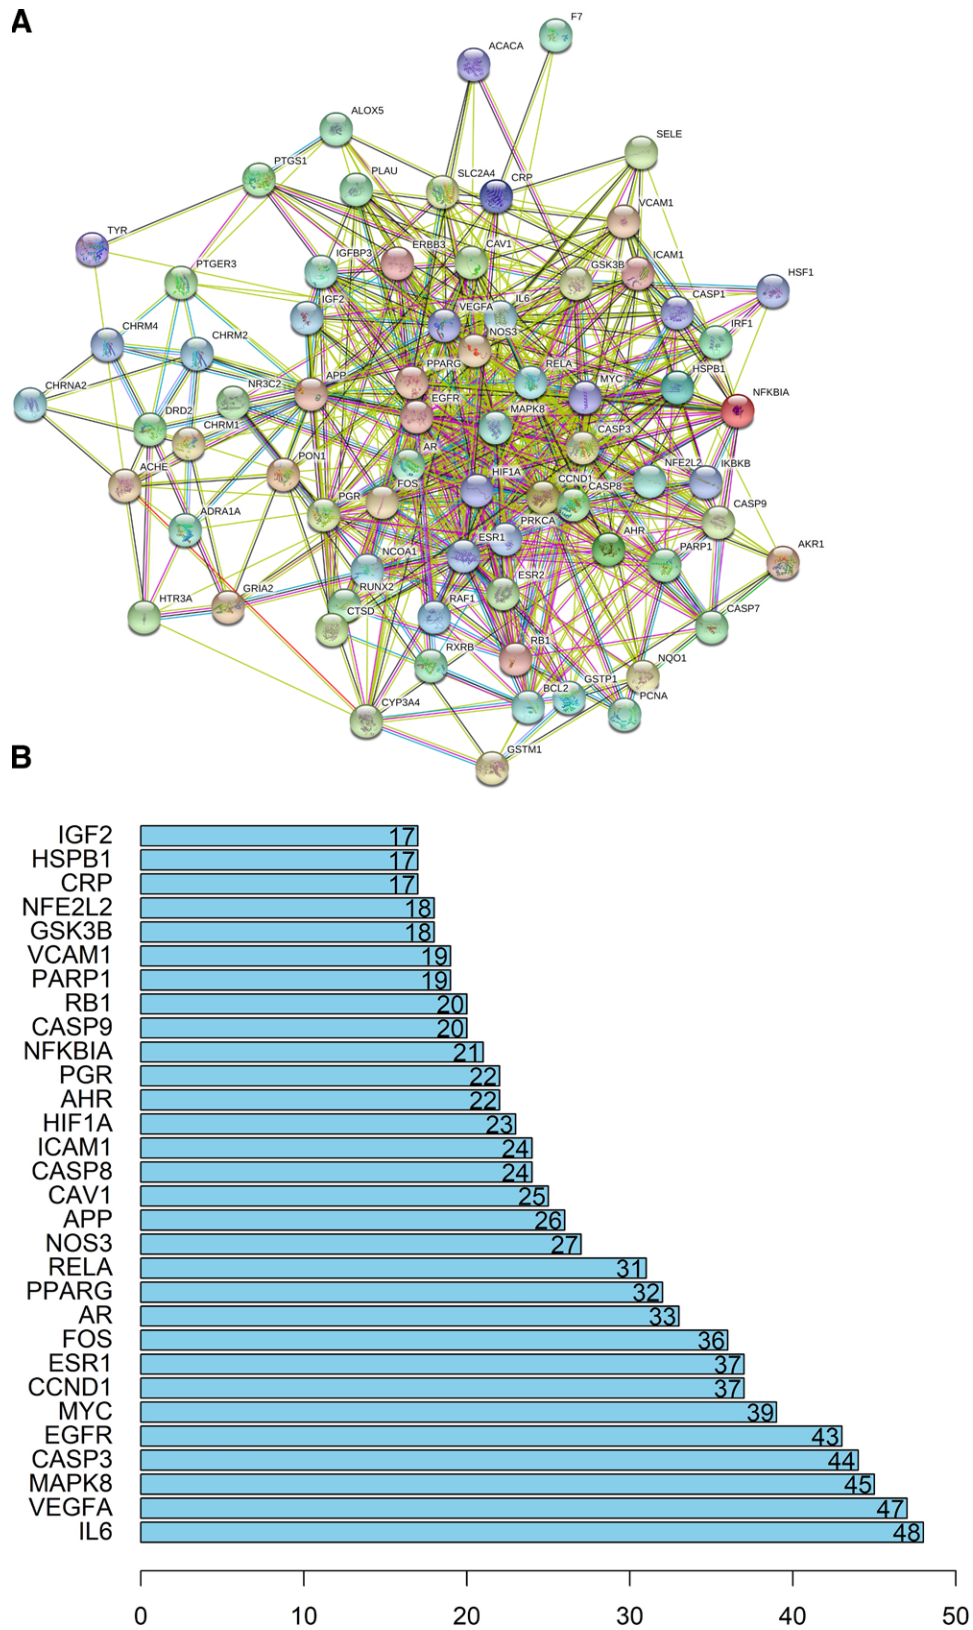 A
F7
ACACA
ALOX5
SELE
PTGS1
PLAU
SLC2A4
CRP
VCAM1
TYR
PTGER3
IGFBP3
ERBB3
CAV1
GSK3B
ICAM1
HSF1
CASP1
IGF2
VEGFA
IL6
NOS3
IRF1
CHRM4
CHRM2
RELA
HSPB1
CHRNA2
NR3C2
APP
PPARG
MYC
NFKBIA
EGFR
DRD2
CHRM1
MAPK8
CASP3
AR
PON1
ACHE
HIF1A
NFE2L2
IKBKB
FOS
CCND1
CASP8
PGR
CASP9
ADRA1A
PRKCA
AHR
ESR1
PARP1
AKR1
NCOA1
ESR2
RUNX2
HTR3A
GRIA2
CTSD
RAF1
CASP7
RB1
RXRB
NQO1
GSTP1
BCL2
PCNA
CYP3A4
GSTM1
B
IGF2 17
HSPB1 17
CRP 17
NFE2L2 18
GSK3B 18
VCAM1 19
PARP1 19
RB1 20
CASP9 20
NFKBIA 21
PGR 22
AHR 22
HIF1A 23
ICAM1 24
CASP8 24
CAV1 25
APP 26
NOS3 27
RELA 31
PPARG 32
AR 33
FOS 36
ESR1 37
CCND1 37
MYC 39
EGFR 43
CASP3 44
MAPK8 45
VEGFA 47
IL6 48
0 10 20 30 40 50